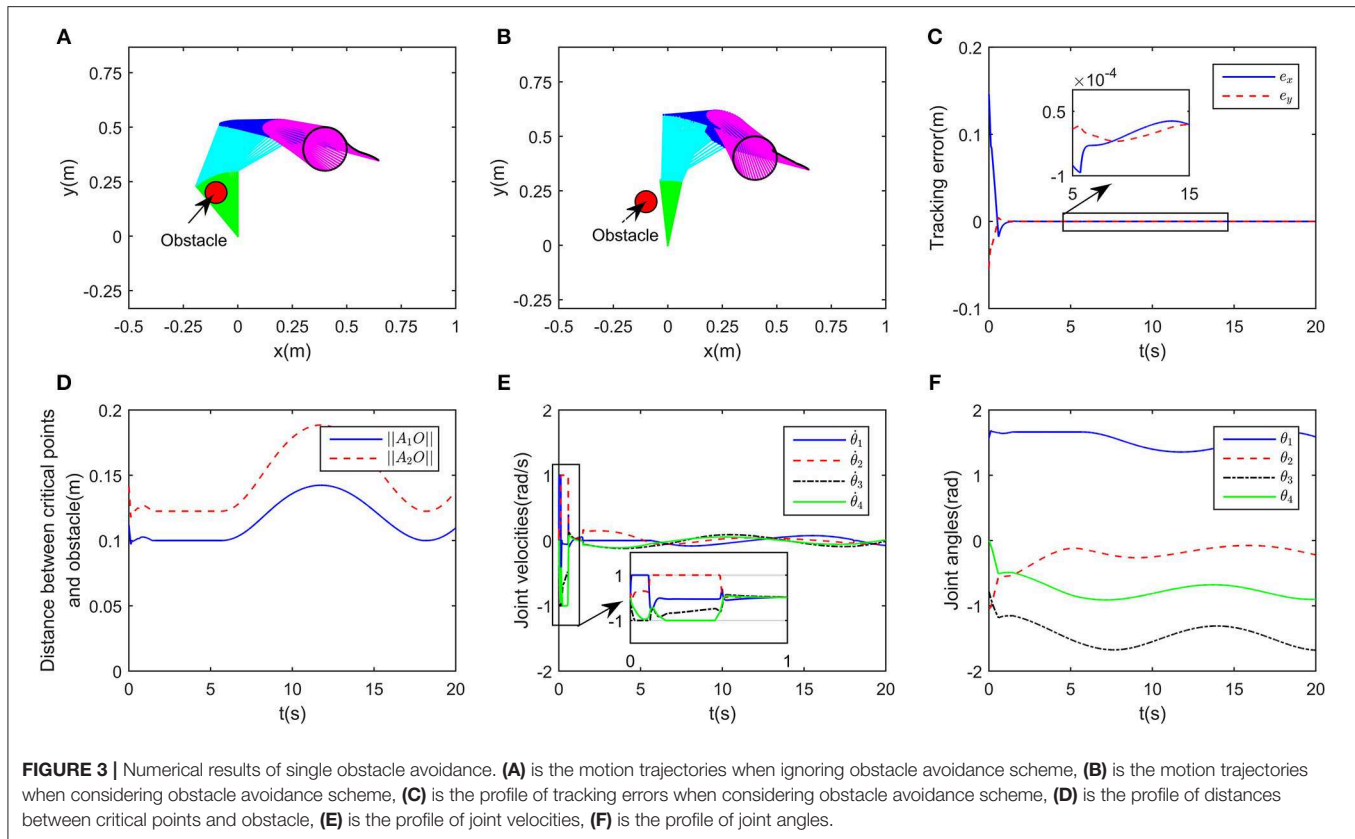 A
y(m)
0.75
0.5
0.25
0
-0.25
Obstacle
-0.5 -0.25 0 0.25 0.5 0.75 1
x(m)
B
y(m)
0.75
0.5
0.25
0
-0.25
Obstacle
-0.5 -0.25 0 0.25 0.5 0.75 1
x(m)
C
Tracking error(m)
0.2
0.1
0
-0.1
×10⁻⁴
0.5
-1
5 15
eₓ
e_y
0 5 10 15 20
t(s)
D
Distance between critical points
and obstacle(m)
0.2
0.15
0.1
0.05
0
||A₁O||
||A₂O||
0 5 10 15 20
t(s)
E
Joint velocities(rad/s)
2
1
0
-1
-2
θ̇₁
θ̇₂
θ̇₃
θ̇₄
1
-1
0 1
0 5 10 15 20
t(s)
F
Joint angles(rad)
2
1
0
-1
-2
θ₁
θ₂
θ₃
θ₄
0 5 10 15 20
t(s)
FIGURE 3 | Numerical results of single obstacle avoidance. (A) is the motion trajectories when ignoring obstacle avoidance scheme, (B) is the motion trajectories
when considering obstacle avoidance scheme, (C) is the profile of tracking errors when considering obstacle avoidance scheme, (D) is the profile of distances
between critical points and obstacle, (E) is the profile of joint velocities, (F) is the profile of joint angles.